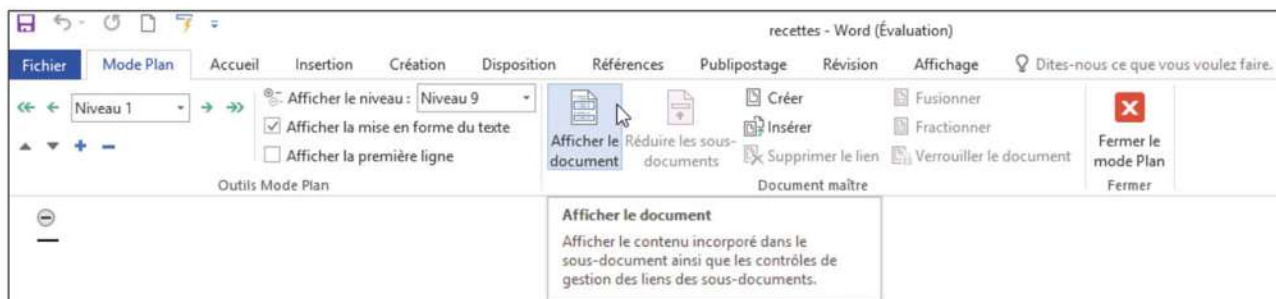 recettes - Word (Évaluation)
Fichier Mode Plan Accueil Insertion Création Disposition Références Publipostage Révision Affichage Dites-nous ce que vous voulez faire.
Niveau 1
Afficher le niveau : Niveau 9
Afficher la mise en forme du texte
Afficher la première ligne
Outils Mode Plan
Afficher le
document
Réduire les sous-
documents
Créer
Insérer
Supprimer le lien
Fusionner
Fractionner
Verrouiller le document
Document maître
Fermer le
mode Plan
Fermer
Afficher le document
Afficher le contenu incorporé dans le
sous-document ainsi que les contrôles de
gestion des liens des sous-documents.